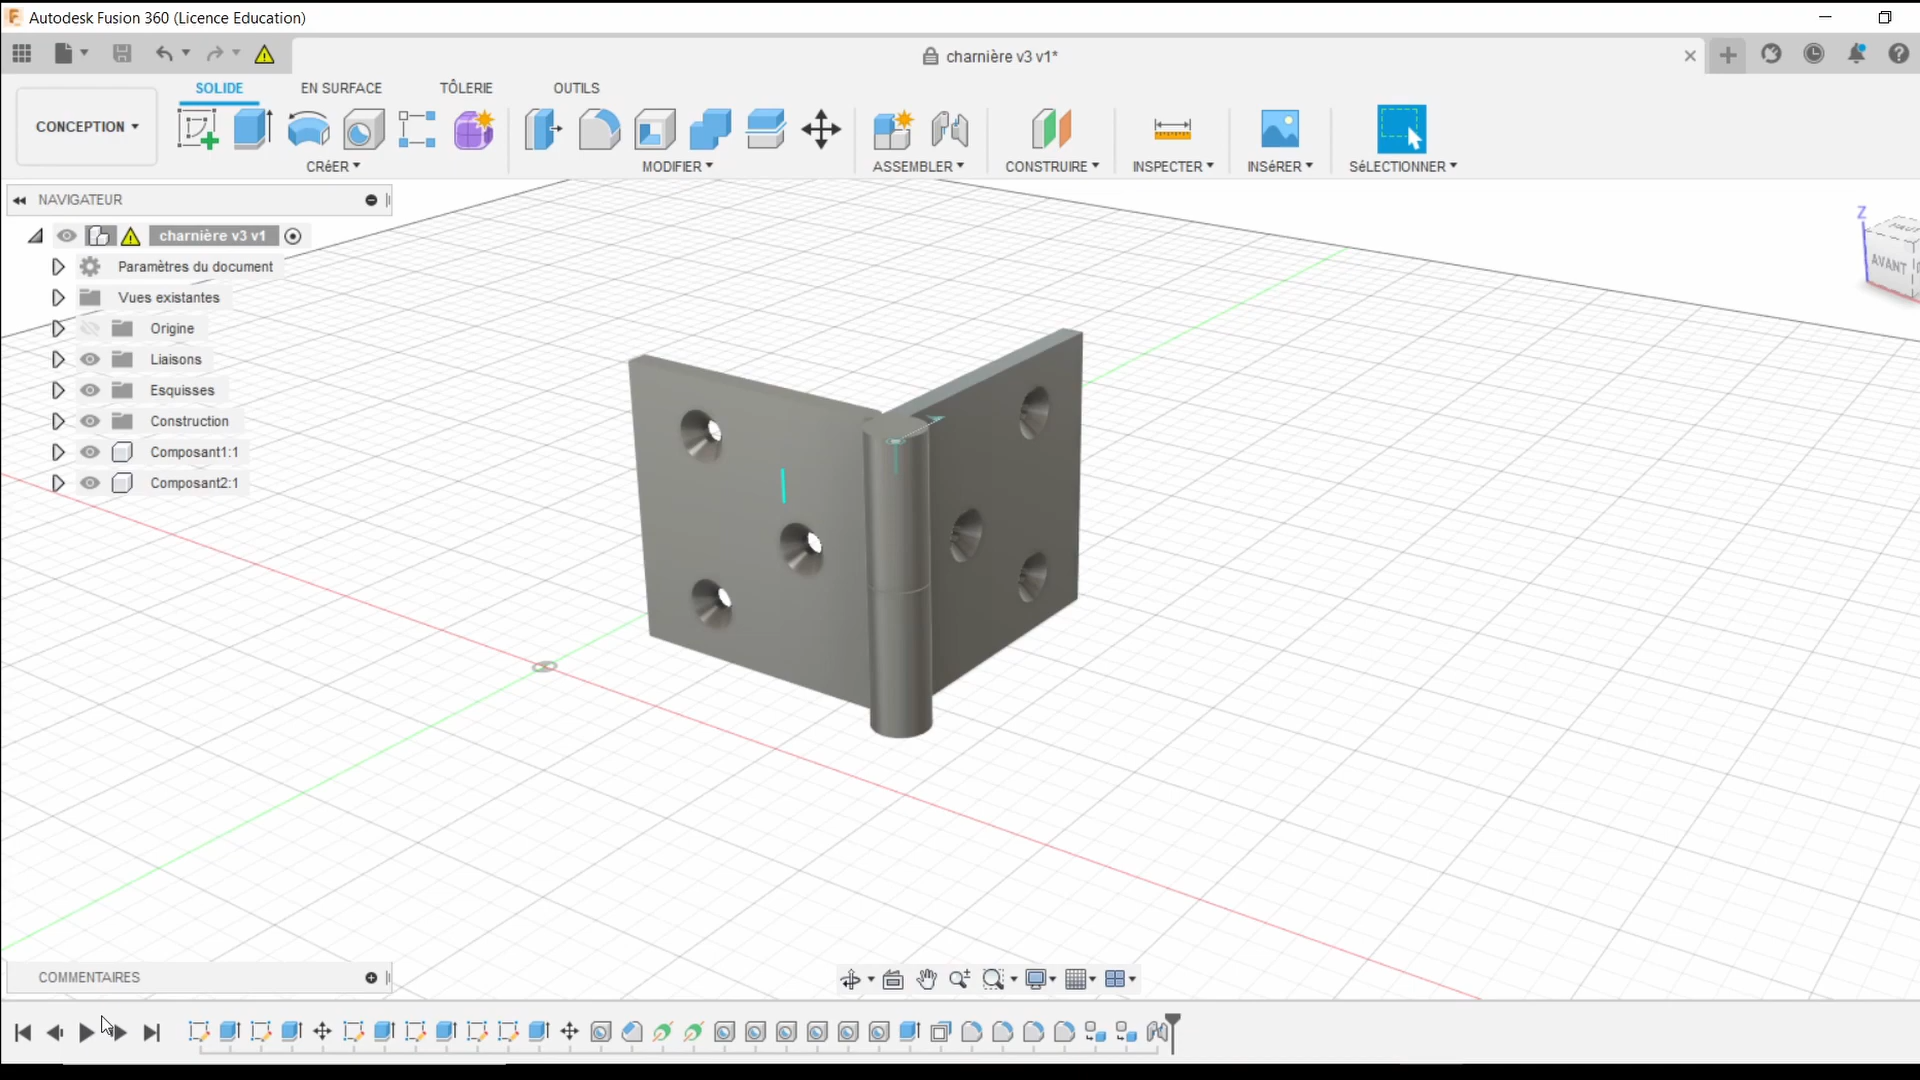 Autodesk Fusion 360 (Licence Education)
charnière v3 v1*
SOLIDE EN SURFACE TÔLERIE OUTILS
CONCEPTION
CRéER MODIFIER ASSEMBLER CONSTRUIRE INSPECTER INSéRER SéLECTIONNER
NAVIGATEUR
charnière v3 v1
Paramètres du document
Vues existantes
Origine
Liaisons
Esquisses
Construction
Composant1:1
Composant2:1
Z
HAUT
AVANT
COMMENTAIRES